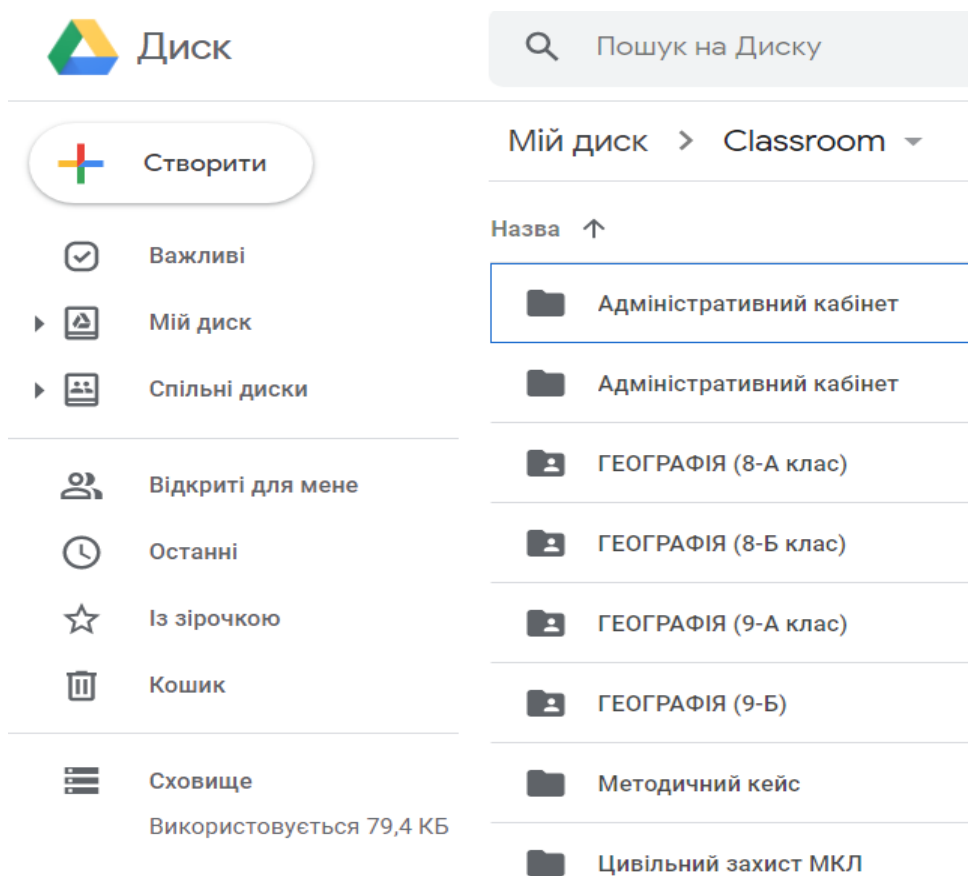 Диск
Пошук на Диску
Створити
Важливі
Мій диск
Спільні диски
Відкриті для мене
Останні
Із зірочкою
Кошик
Сховище
Використовується 79,4 КБ
Мій диск > Classroom
Назва ↑
Адміністративний кабінет
Адміністративний кабінет
ГЕОГРАФІЯ (8-А клас)
ГЕОГРАФІЯ (8-Б клас)
ГЕОГРАФІЯ (9-А клас)
ГЕОГРАФІЯ (9-Б)
Методичний кейс
Цивільний захист МКЛ